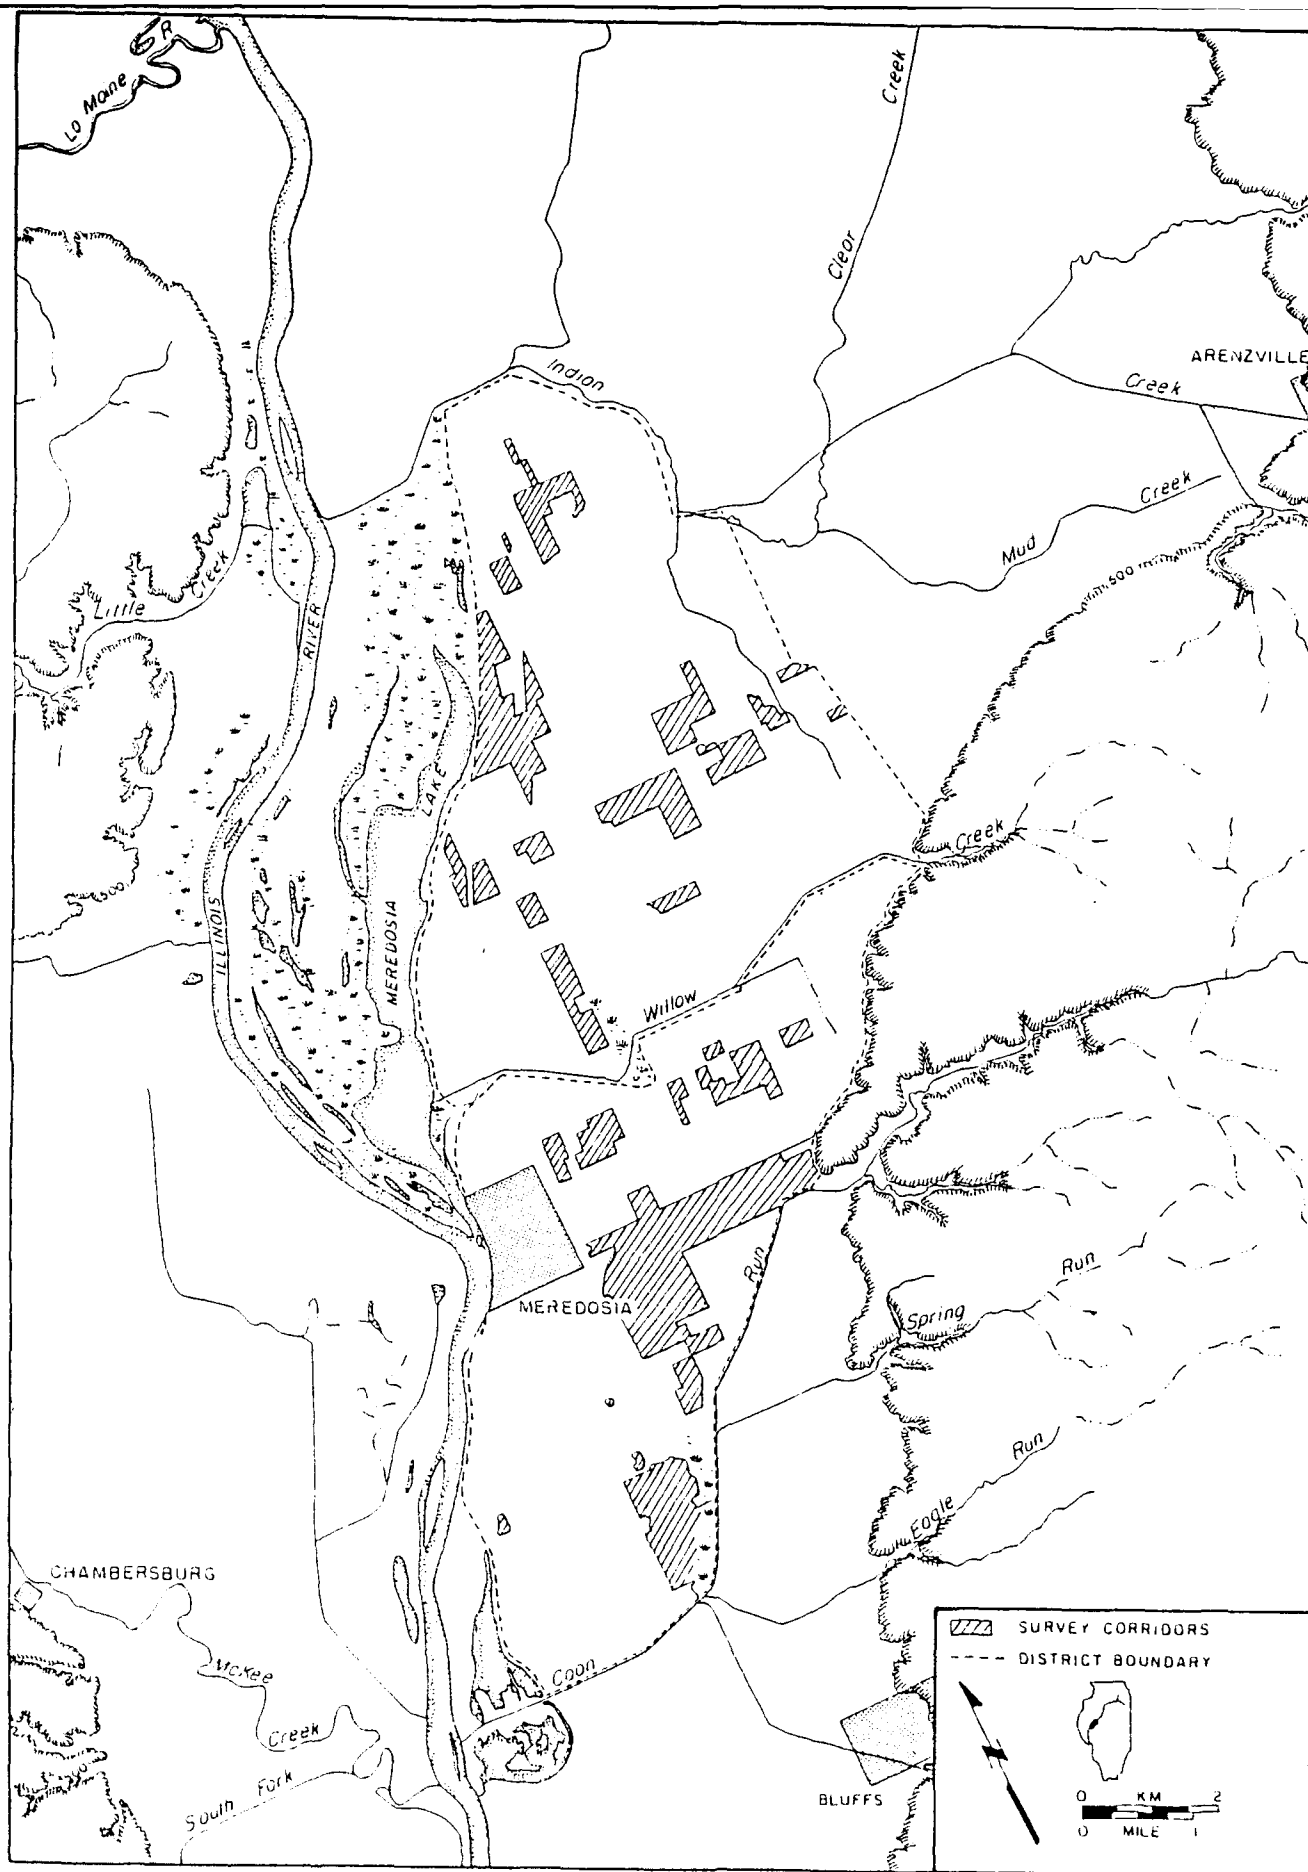 La Moine R
Creek
Clear
Indian
ARENZVILLE
Creek
Creek
Mud
500
Little Creek
RIVER
LAKE
Creek
500
ILLINOIS
MEREDOSIA
Willow
Run
Run
MEREDOSIA
Spring
Run
Eagle
CHAMBERSBURG
McKee
Creek
Coon
South Fork
BLUFFS
SURVEY CORRIDORS
DISTRICT BOUNDARY
0 KM 2
0 MILE 1